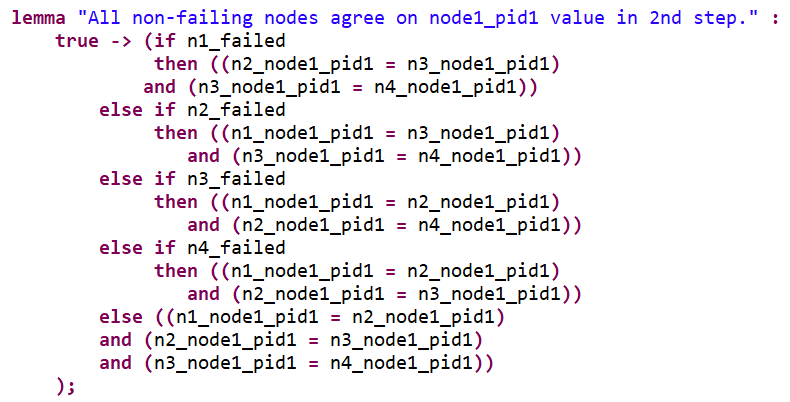 lemma "All non-failing nodes agree on node1_pid1 value in 2nd step." :
    true -> (if n1_failed
             then ((n2_node1_pid1 = n3_node1_pid1)
            and (n3_node1_pid1 = n4_node1_pid1))
        else if n2_failed
             then ((n1_node1_pid1 = n3_node1_pid1)
                and (n3_node1_pid1 = n4_node1_pid1))
        else if n3_failed
             then ((n1_node1_pid1 = n2_node1_pid1)
                and (n2_node1_pid1 = n4_node1_pid1))
        else if n4_failed
             then ((n1_node1_pid1 = n2_node1_pid1)
                and (n2_node1_pid1 = n3_node1_pid1))
        else ((n1_node1_pid1 = n2_node1_pid1)
        and (n2_node1_pid1 = n3_node1_pid1)
        and (n3_node1_pid1 = n4_node1_pid1))
    );